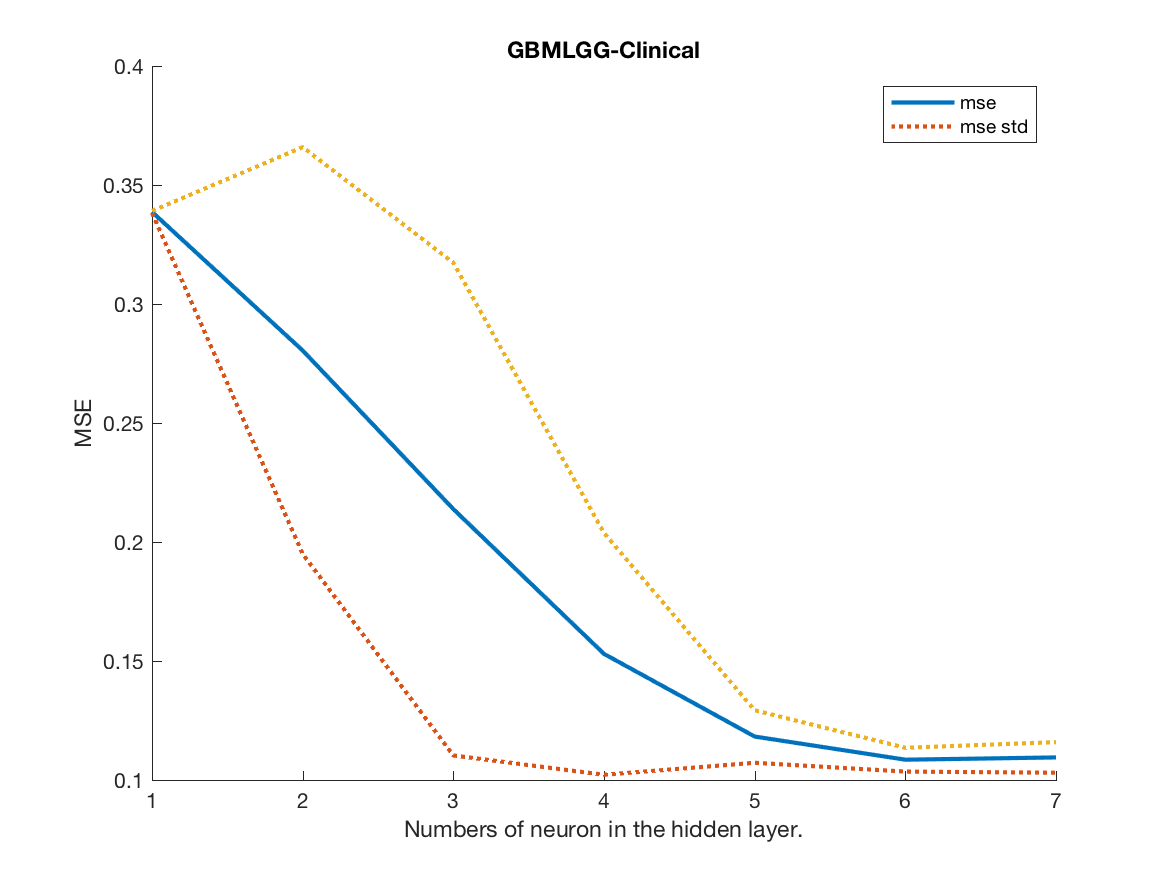 GBMLGG-Clinical
mse
mse std
MSE
0.4
0.35
0.3
0.25
0.2
0.15
0.1
1 2 3 4 5 6 7
Numbers of neuron in the hidden layer.